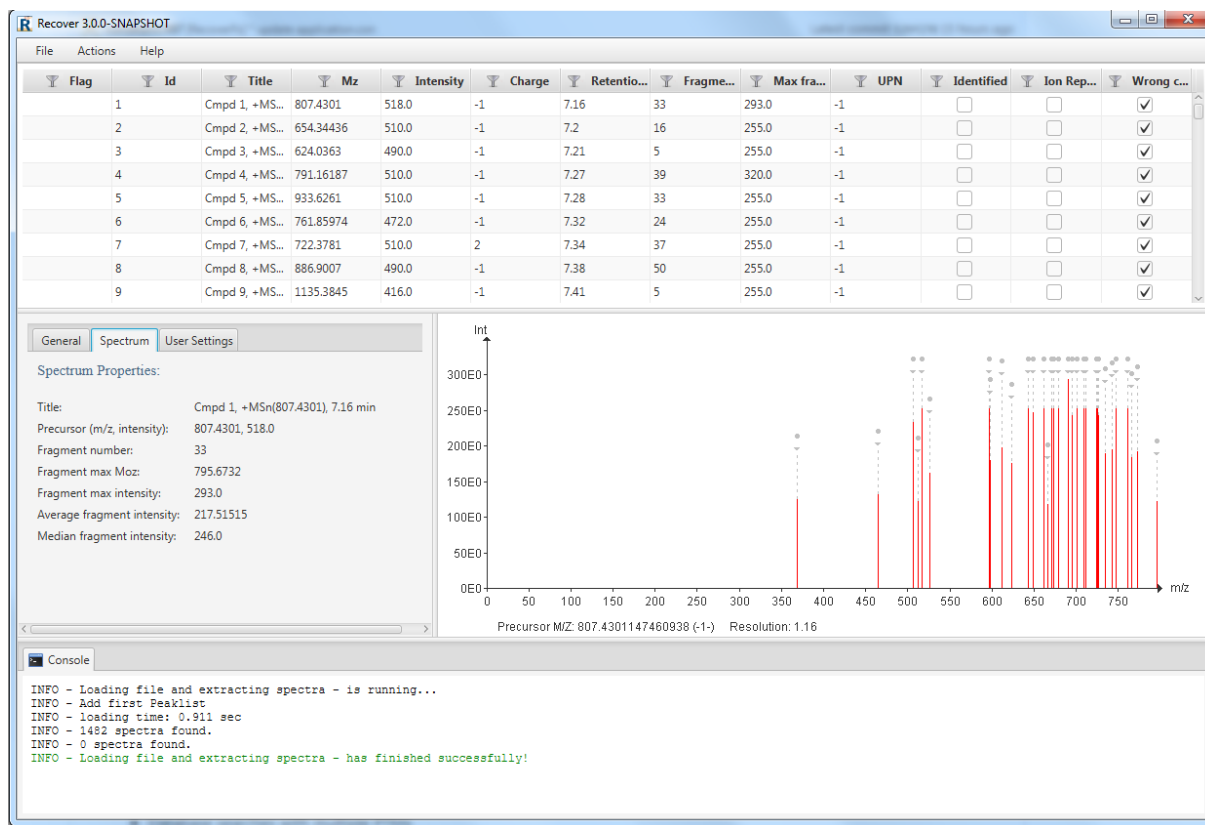 Recover 3.0.0-SNAPSHOT
File Actions Help
Flag Id Title Mz Intensity Charge Retentio... Fragme... Max fra... UPN Identified Ion Rep... Wrong c...
1 Cmpd 1, +MS... 807.4301 518.0 -1 7.16 33 293.0 -1
2 Cmpd 2, +MS... 654.34436 510.0 -1 7.2 16 255.0 -1
3 Cmpd 3, +MS... 624.0363 490.0 -1 7.21 5 255.0 -1
4 Cmpd 4, +MS... 791.16187 510.0 -1 7.27 39 320.0 -1
5 Cmpd 5, +MS... 933.6261 510.0 -1 7.28 33 255.0 -1
6 Cmpd 6, +MS... 761.85974 472.0 -1 7.32 24 255.0 -1
7 Cmpd 7, +MS... 722.3781 510.0 2 7.34 37 255.0 -1
8 Cmpd 8, +MS... 886.9007 490.0 -1 7.38 50 255.0 -1
9 Cmpd 9, +MS... 1135.3845 416.0 -1 7.41 5 255.0 -1
General Spectrum User Settings
Spectrum Properties:
Title: Cmpd 1, +MSn(807.4301), 7.16 min
Precursor (m/z, intensity): 807.4301, 518.0
Fragment number: 33
Fragment max Moz: 795.6732
Fragment max intensity: 293.0
Average fragment intensity: 217.51515
Median fragment intensity: 246.0
Int
300E0
250E0
200E0
150E0
100E0
50E0
0E0
0 50 100 150 200 250 300 350 400 450 500 550 600 650 700 750 m/z
Precursor M/Z: 807.4301147460938 (-1-) Resolution: 1.16
Console
INFO - Loading file and extracting spectra - is running...
INFO - Add first Peaklist
INFO - loading time: 0.911 sec
INFO - 1482 spectra found.
INFO - 0 spectra found.
INFO - Loading file and extracting spectra - has finished successfully!